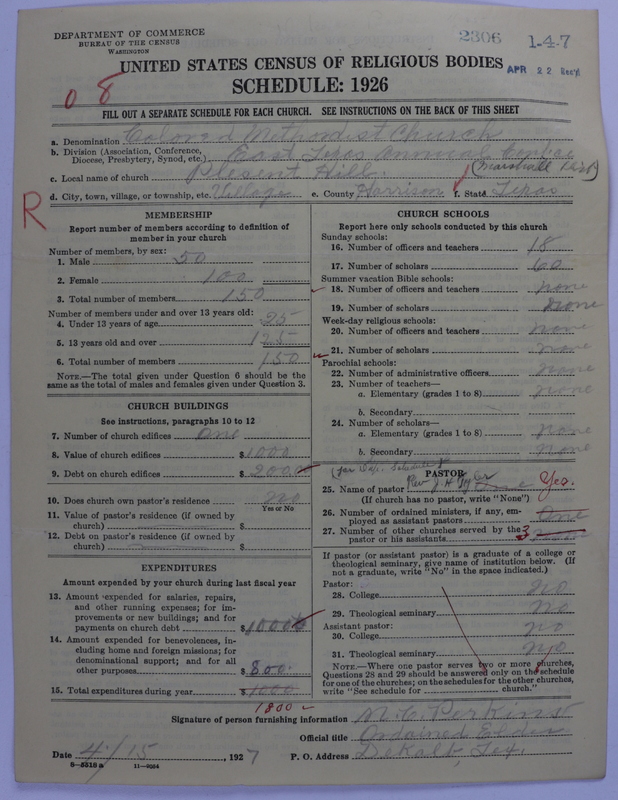 DEPARTMENT OF COMMERCE
BUREAU OF THE CENSUS
WASHINGTON
2306 1-4-7
APR 22 Rec'd
UNITED STATES CENSUS OF RELIGIOUS BODIES
SCHEDULE: 1926
0 8
FILL OUT A SEPARATE SCHEDULE FOR EACH CHURCH. SEE INSTRUCTIONS ON THE BACK OF THIS SHEET
a. Denomination Colored Methodist Church
b. Division (Association, Conference, Diocese, Presbytery, Synod, etc.) East Texas Annual
(Marshall Dist)
c. Local name of church Plesent Hill
d. City, town, village, or township, etc. Village e. County Harrison f. State Texas
R
MEMBERSHIP
Report number of members according to definition of member in your church
Number of members, by sex:
1. Male 50
2. Female 100
3. Total number of members 150
Number of members under and over 13 years old:
4. Under 13 years of age 25
5. 13 years old and over 125
6. Total number of members 150
NOTE.—The total given under Question 6 should be the same as the total of males and females given under Question 3.
CHURCH BUILDINGS
See instructions, paragraphs 10 to 12
7. Number of church edifices One
8. Value of church edifices $1000
9. Debt on church edifices $2000
10. Does church own pastor's residence no
Yes or No
11. Value of pastor's residence (if owned by church) $
12. Debt on pastor's residence (if owned by church) $
EXPENDITURES
Amount expended by your church during last fiscal year
13. Amount expended for salaries, repairs, and other running expenses; for improvements or new buildings; and for payments on church debt $1000
14. Amount expended for benevolences, including home and foreign missions; for denominational support; and for all other purposes $800
15. Total expenditures during year $1000
1800
CHURCH SCHOOLS
Report here only schools conducted by this church
Sunday schools:
16. Number of officers and teachers 18
17. Number of scholars 60
Summer vacation Bible schools:
18. Number of officers and teachers none
19. Number of scholars none
Week-day religious schools:
20. Number of officers and teachers none
21. Number of scholars none
Parochial schools:
22. Number of administrative officers none
23. Number of teachers—
a. Elementary (grades 1 to 8) none
b. Secondary
24. Number of scholars—
a. Elementary (grades 1 to 8) None
b. Secondary None
PASTOR
25. Name of pastor Rev J. H. Yes.
(If church has no pastor, write "None")
26. Number of ordained ministers, if any, employed as assistant pastors One
27. Number of other churches served by the pastor or his assistants 3
If pastor (or assistant pastor) is a graduate of a college or theological seminary, give name of institution below. (If not a graduate, write "No" in the space indicated.)
Pastor:
28. College no
29. Theological seminary No
Assistant pastor:
30. College no
31. Theological seminary no
NOTE.—Where one pastor serves two or more churches, Questions 28 and 29 should be answered only on the schedule for one of the churches; on the schedules for the other churches, write "See schedule for church."
Signature of person furnishing information M. C. Perkins
Official title Ordained Elder
Date 4/15, 1927 P. O. Address DeKalb, Tex.
8-5518 a 11-9034